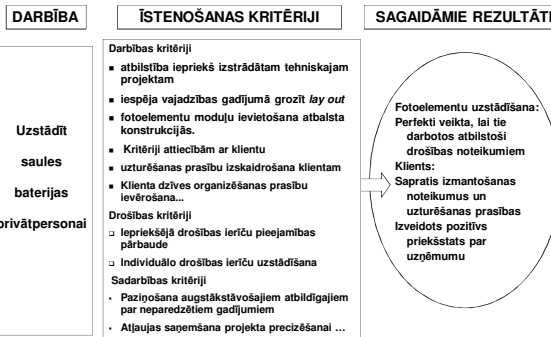 DARBĪBA
ĪSTENOŠANAS KRITĒRIJI
SAGAIDĀMIE REZULTĀTI
Uzstādīt
saules
baterijas
privātpersonai
Darbības kritēriji
▪ atbilstība iepriekš izstrādātam tehniskajam
projektam
▪ iespēja vajadzības gadījumā grozīt lay out
▪ fotoelementu moduļu ievietošana atbalsta
konstrukcijās.
▪ Kritēriji attiecībām ar klientu
▪ uzturēšanas prasību izskaidrošana klientam
▪ Klienta dzīves organizēšanas prasību
ievērošana...
Drošības kritēriji
❑ Iepriekšējā drošības ierīču pieejamības
pārbaude
❑ Individuālo drošības ierīču uzstādīšana
Sadarbības kritēriji
• Paziņošana augstākstāvošajiem atbildīgajiem
par neparedzētiem gadījumiem
• Atļaujas saņemšana projekta precizēšanai ...
Fotoelementu uzstādīšana:
Perfekti veikta, lai tie
darbotos atbilstoši
drošības noteikumiem
Klients:
Sapratis izmantošanas
noteikumus un
uzturēšanas prasības
Izveidots pozitīvs
priekšstats par
uzņēmumu